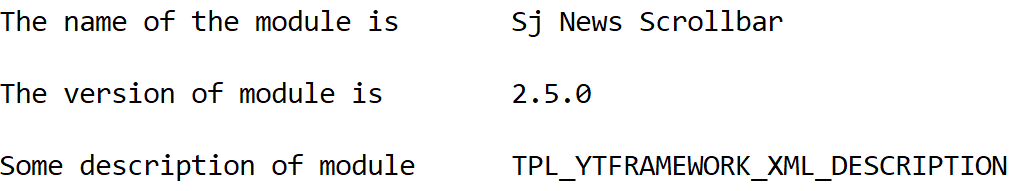 The name of the module is Sj News Scrollbar
The version of module is 2.5.0
Some description of module TPL_YTFRAMEWORK_XML_DESCRIPTION